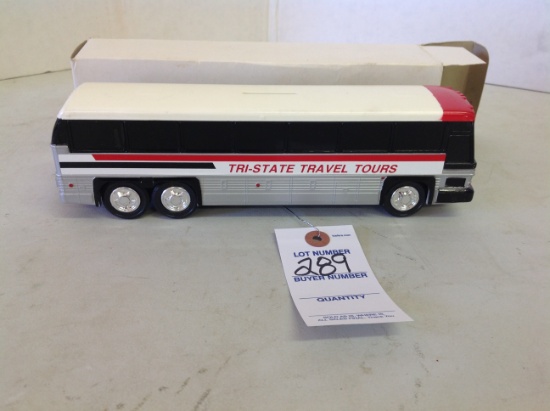 TRI-STATE TRAVEL TOURS
LOT NUMBER
289
BUYER NUMBER
QUANTITY